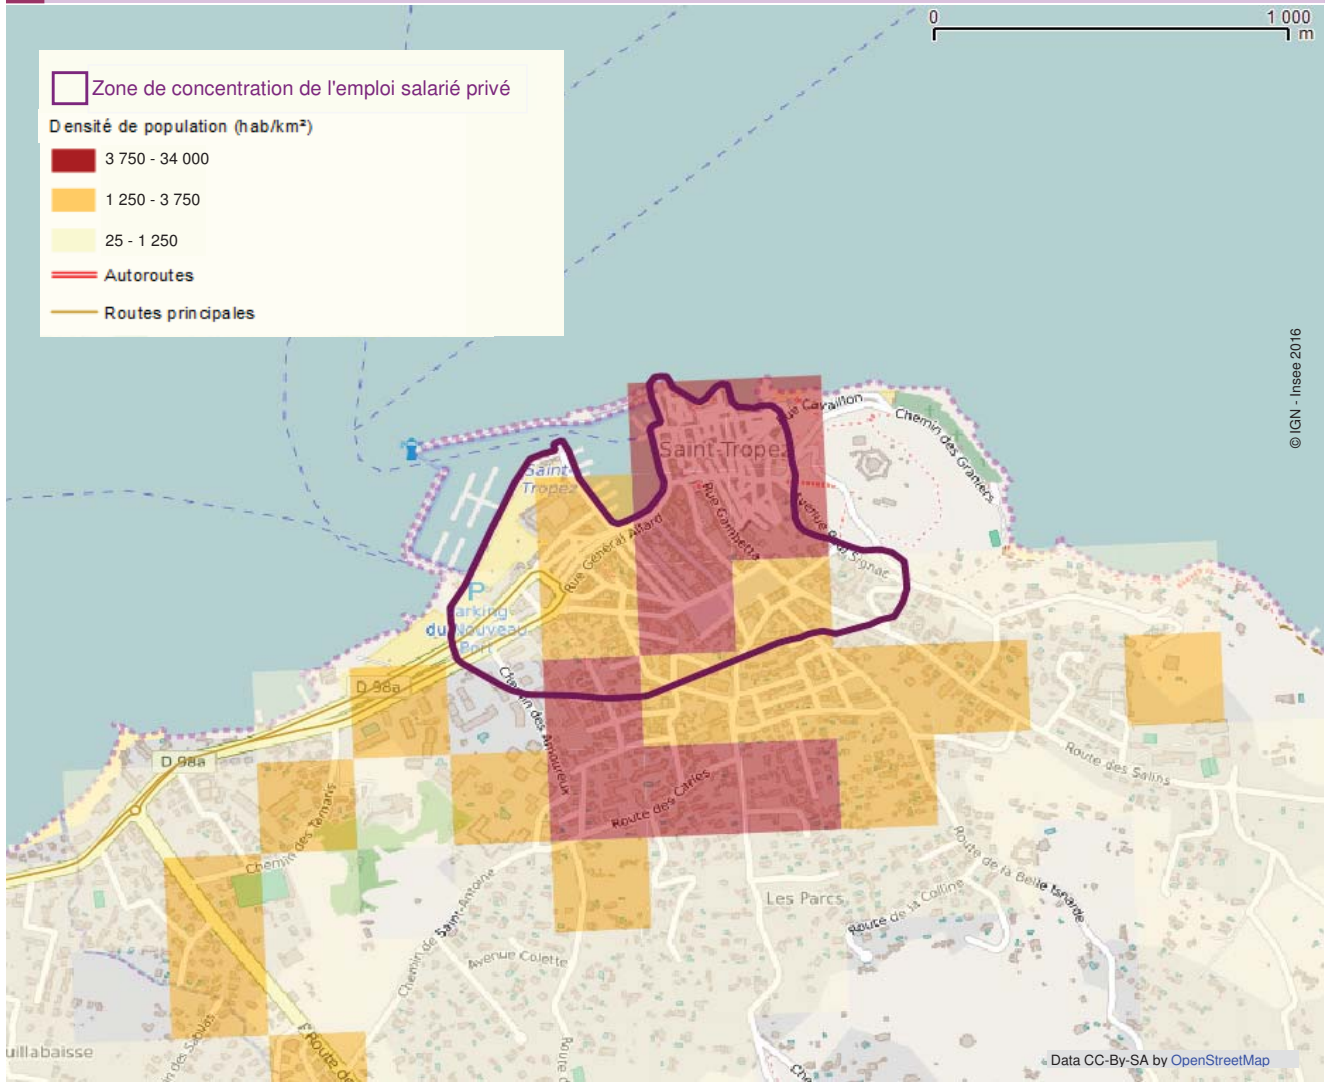 0
1 000
m
Zone de concentration de l'emploi salarié privé
Densité de population (hab/km²)
3 750 - 34 000
1 250 - 3 750
25 - 1 250
Autoroutes
Routes principales
© IGN - Insee 2016
Rue Cavaillon
Chemin des Graniers
Saint-Tropez
Saint-
Tropez
Rue Gambetta
Avenue Paul Signac
Rue Général Allard
P
Parking
du Nouveau
Port
D 98a
Chemin des Amoureux
D 98a
Route des Carles
Route des Salins
Chemin des Tamaris
Route de la Belle Isnarde
Les Parcs
Route de la Colline
Chemin de Saint-Antoine
Avenue Colette
Route de
Route d
Che
Data CC-By-SA by OpenStreetMap